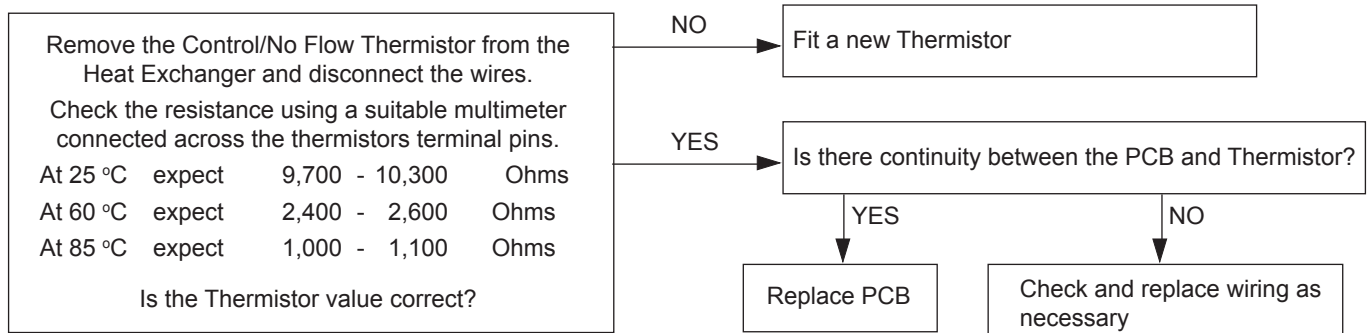 Remove the Control/No Flow Thermistor from the
Heat Exchanger and disconnect the wires.
Check the resistance using a suitable multimeter
connected across the thermistors terminal pins.
At 25 °C expect 9,700 - 10,300 Ohms
At 60 °C expect 2,400 - 2,600 Ohms
At 85 °C expect 1,000 - 1,100 Ohms
Is the Thermistor value correct?
NO
Fit a new Thermistor
YES
Is there continuity between the PCB and Thermistor?
YES
NO
Replace PCB
Check and replace wiring as
necessary